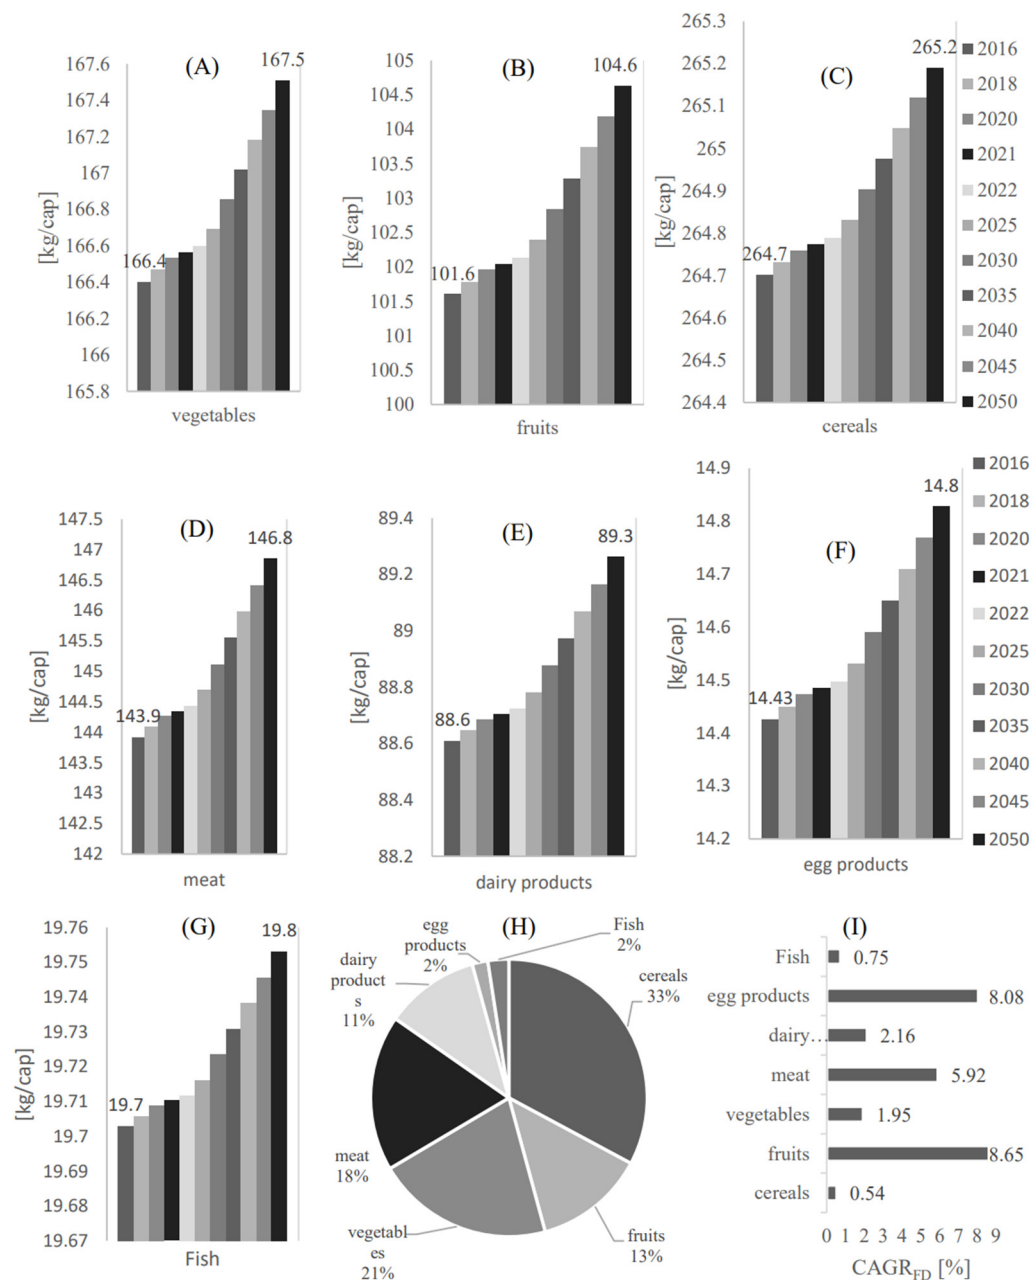 (A)
[kg/cap]
167.6
167.4
167.2
167
166.8
166.6
166.4
166.2
166
165.8
166.4
167.5
vegetables
(B)
[kg/cap]
105
104.5
104
103.5
103
102.5
102
101.5
101
100.5
100
101.6
104.6
fruits
(C)
[kg/cap]
265.3
265.2
265.1
265
264.9
264.8
264.7
264.6
264.5
264.4
264.7
265.2
cereals
2016
2018
2020
2021
2022
2025
2030
2035
2040
2045
2050
(D)
[kg/cap]
147.5
147
146.5
146
145.5
145
144.5
144
143.5
143
142.5
142
143.9
146.8
meat
(E)
[kg/cap]
89.4
89.2
89
88.8
88.6
88.4
88.2
88.6
89.3
dairy products
(F)
[kg/cap]
14.9
14.8
14.7
14.6
14.5
14.4
14.3
14.2
14.43
14.8
egg products
2016
2018
2020
2021
2022
2025
2030
2035
2040
2045
2050
(G)
[kg/cap]
19.76
19.75
19.74
19.73
19.72
19.71
19.7
19.69
19.68
19.67
19.7
19.8
Fish
(H)
egg
products
2%
Fish
2%
dairy
product
s
11%
cereals
33%
meat
18%
vegetabl
es
21%
fruits
13%
(I)
Fish
0.75
egg products
8.08
dairy...
2.16
meat
5.92
vegetables
1.95
fruits
8.65
cereals
0.54
0 1 2 3 4 5 6 7 8 9
CAGR_FD [%]